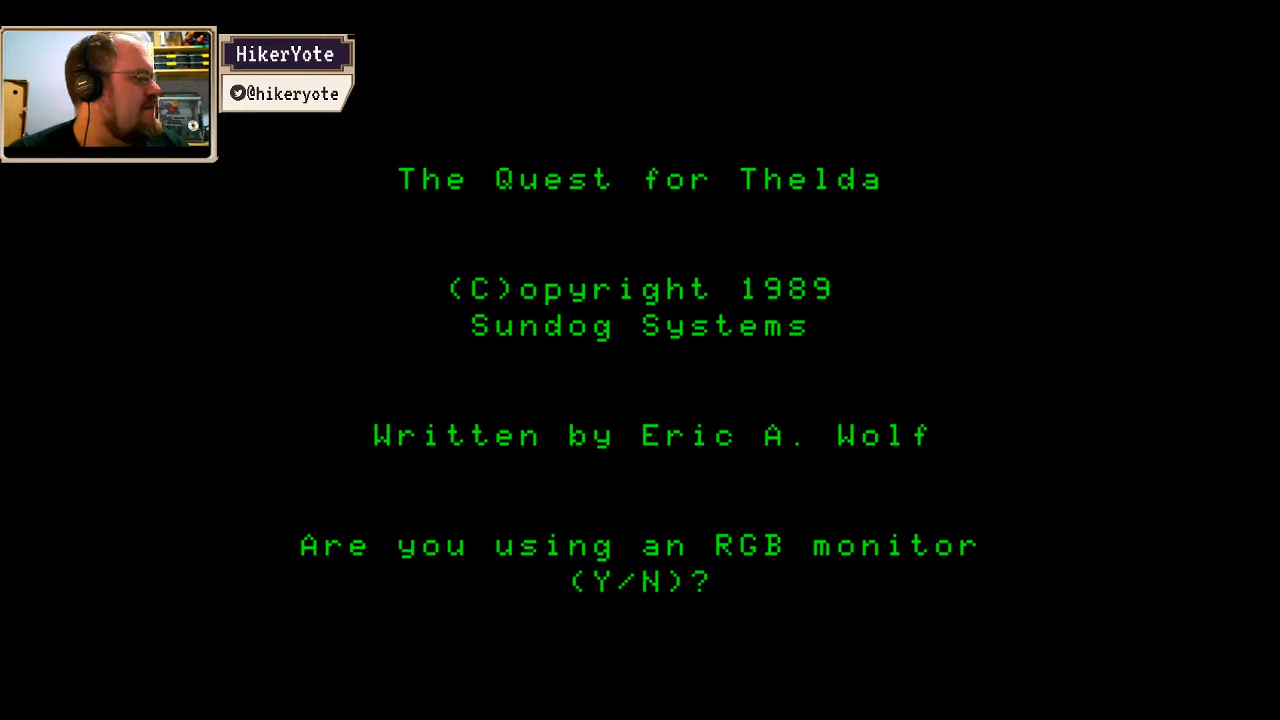 HikerYote
@hikeryote
The Quest for Thelda
(C)opyright 1989
Sundog Systems
Written by Eric A. Wolf
Are you using an RGB monitor
(Y/N)?